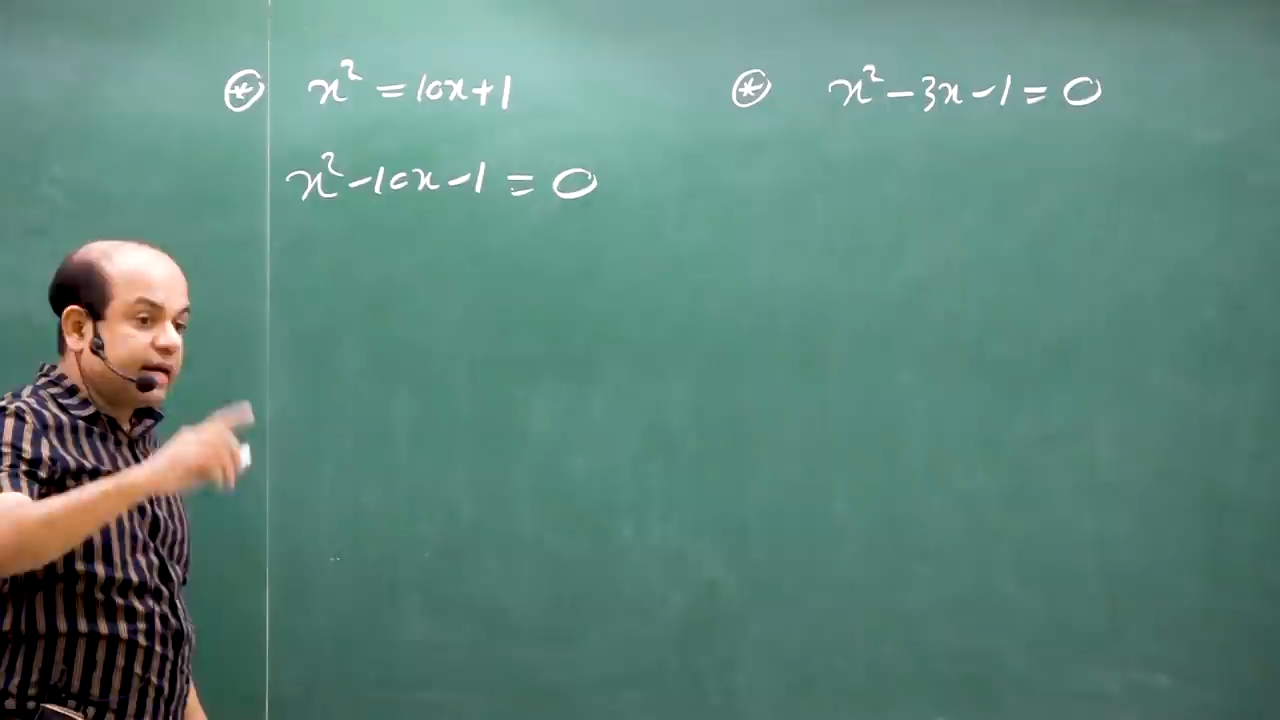 ⊛ x² = 10x+1
x² - 10x - 1 = 0
⊛ x² - 3x - 1 = 0